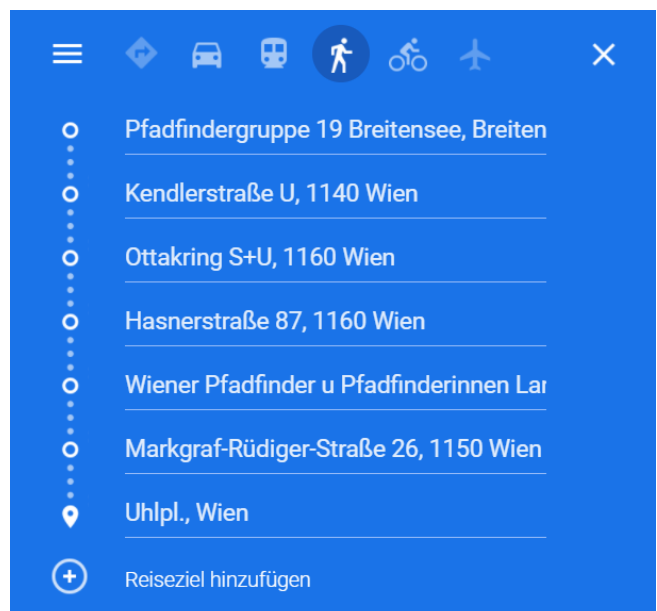 Pfadfindergruppe 19 Breitensee, Breiten
Kendlerstraße U, 1140 Wien
Ottakring S+U, 1160 Wien
Hasnerstraße 87, 1160 Wien
Wiener Pfadfinder u Pfadfinderinnen Lan
Markgraf-Rüdiger-Straße 26, 1150 Wien
Uhlpl., Wien
Reiseziel hinzufügen